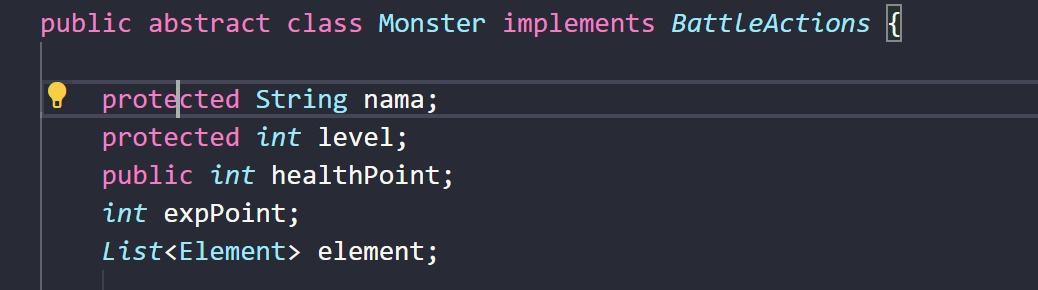 public abstract class Monster implements BattleActions {
protected String nama;
protected int level;
public int healthPoint;
int expPoint;
List<Element> element;